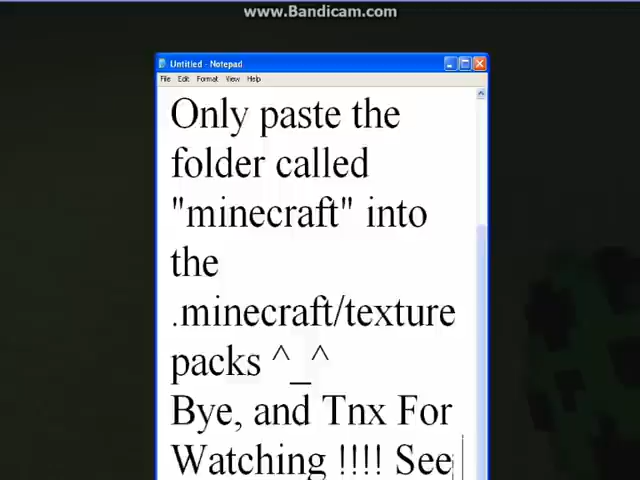 www.Bandicam.com
Untitled - Notepad
File Edit Format View Help
Only paste the
folder called
"minecraft" into
the
.minecraft/texture
packs ^_^
Bye, and Tnx For
Watching !!!! See